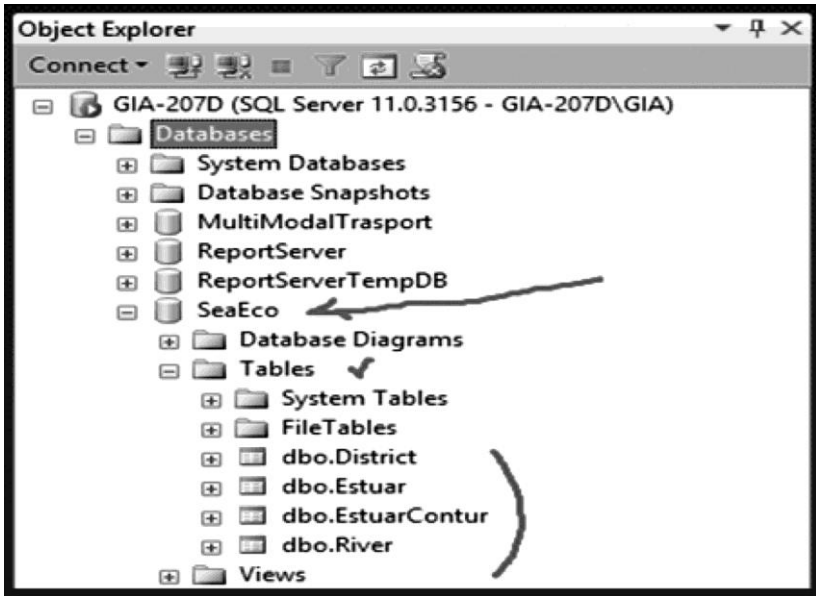 Object Explorer
Connect
GIA-207D (SQL Server 11.0.3156 - GIA-207D\GIA)
Databases
System Databases
Database Snapshots
MultiModalTrasport
ReportServer
ReportServerTempDB
SeaEco
Database Diagrams
Tables
System Tables
FileTables
dbo.District
dbo.Estuar
dbo.EstuarContur
dbo.River
Views